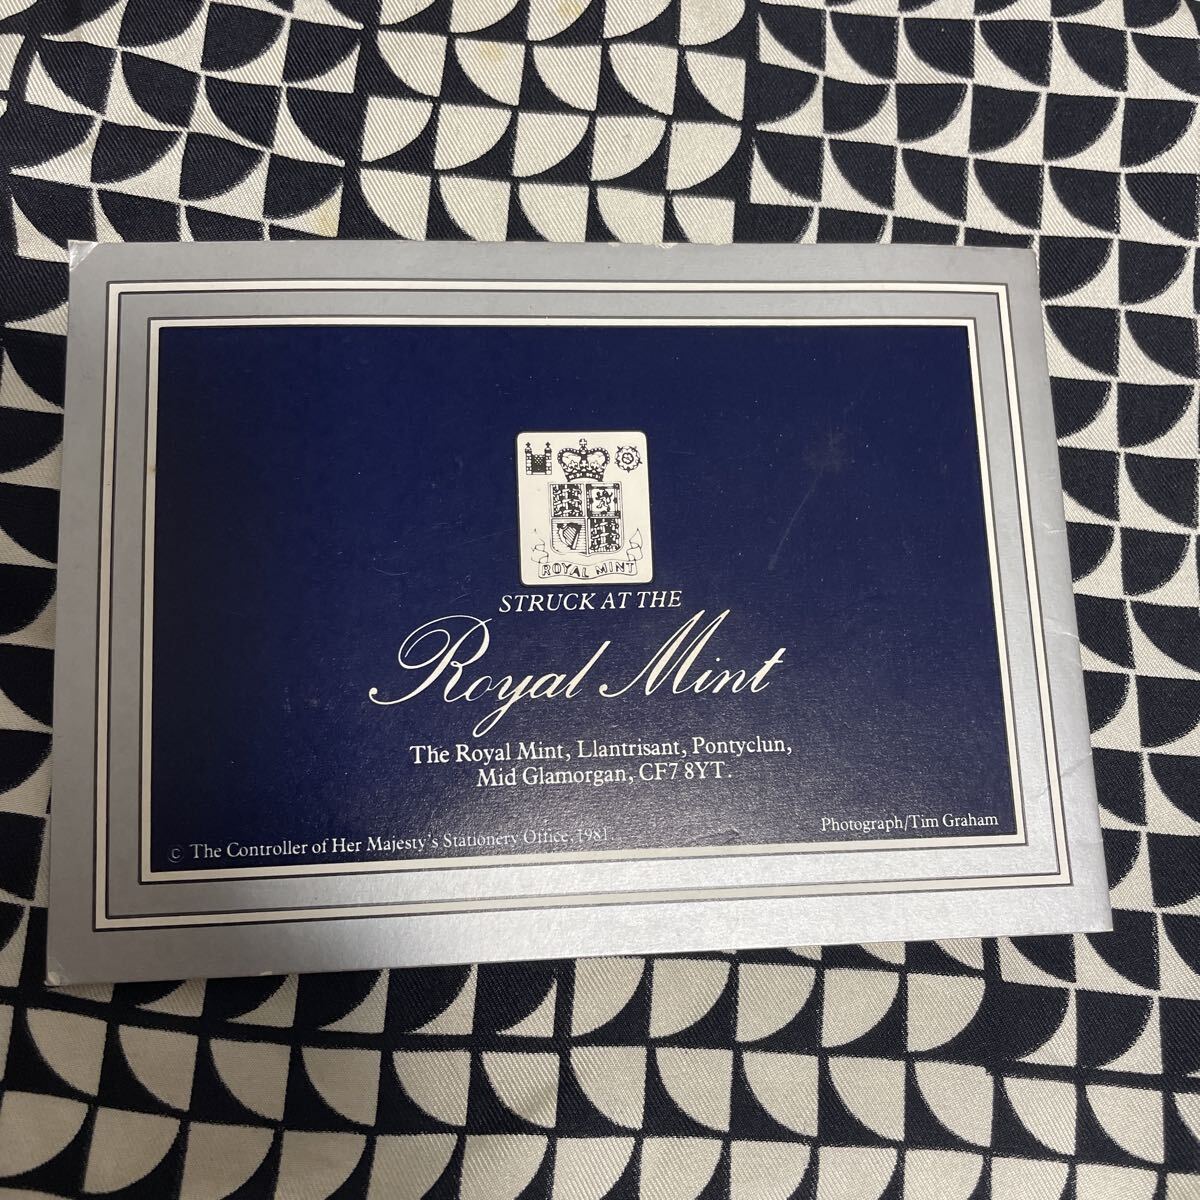 ROYAL MINT
STRUCK AT THE
Royal Mint
The Royal Mint, Llantrisant, Pontyclun,
Mid Glamorgan, CF7 8YT.
© The Controller of Her Majesty's Stationery Office, 1981
Photograph/Tim Graham